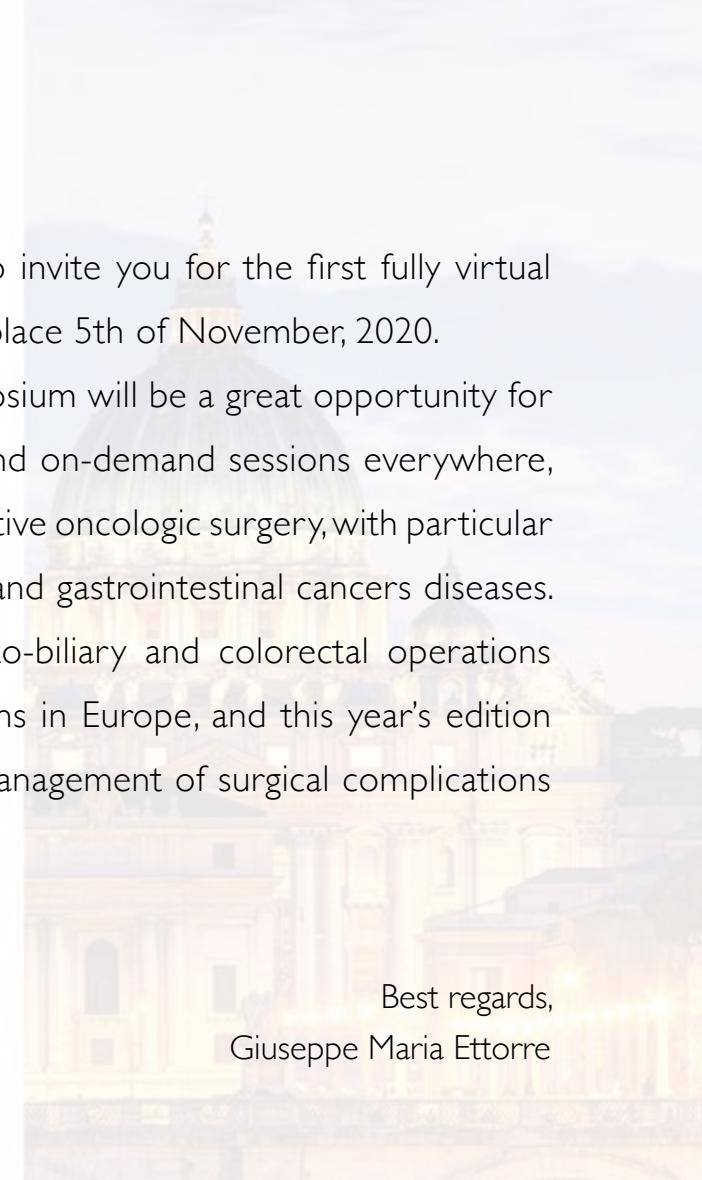 o invite you for the first fully virtual
place 5th of November, 2020.
osium will be a great opportunity for
nd on-demand sessions everywhere,
tive oncologic surgery, with particular
and gastrointestinal cancers diseases.
to-biliary and colorectal operations
ns in Europe, and this year’s edition
anagement of surgical complications
Best regards,
Giuseppe Maria Ettorre